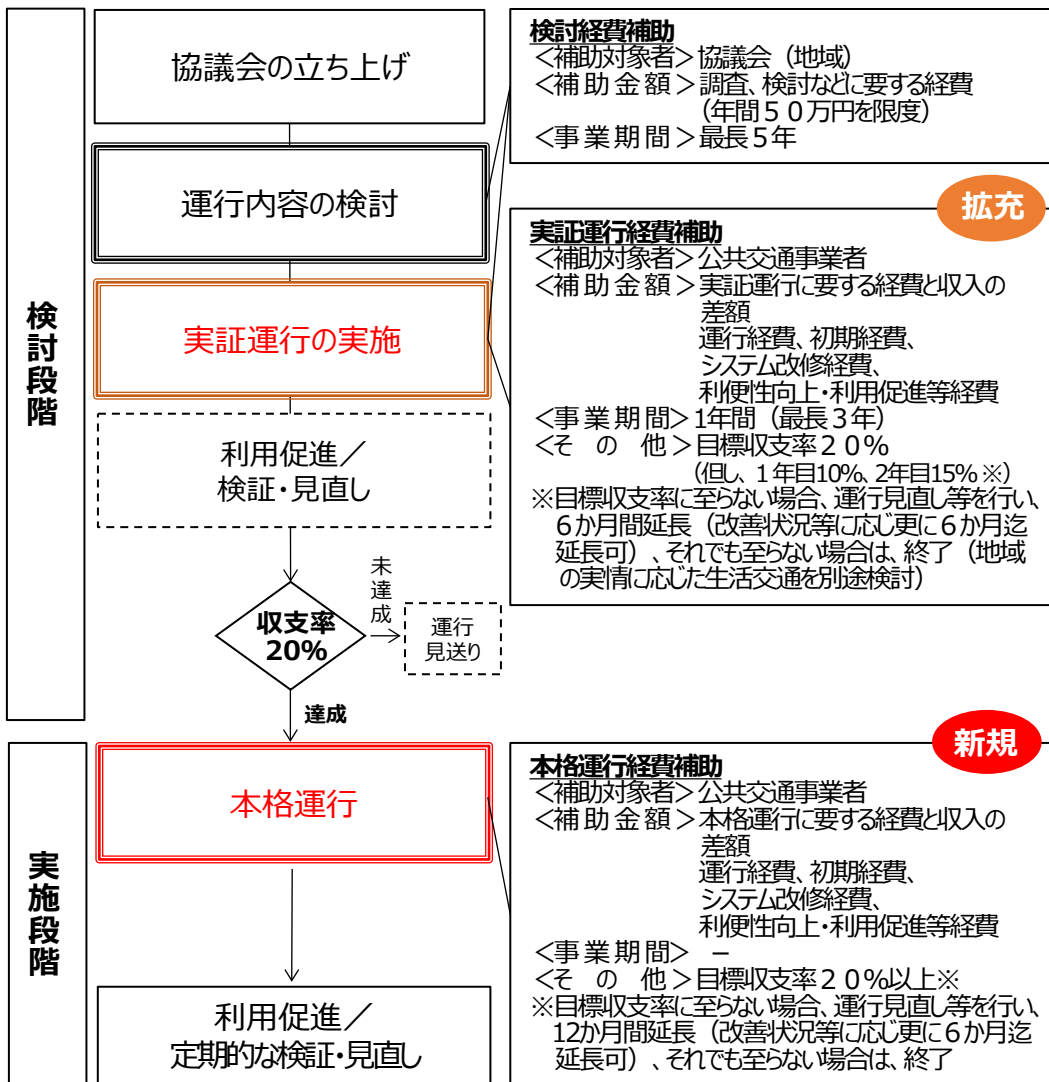 検討段階
協議会の立ち上げ
運行内容の検討
実証運行の実施
利用促進／
検証・見直し
収支率
20%
未達成
運行
見送り
達成
検討経費補助
＜補助対象者＞協議会（地域）
＜補助金額＞調査、検討などに要する経費
（年間５０万円を限度）
＜事業期間＞最長５年
拡充
実証運行経費補助
＜補助対象者＞公共交通事業者
＜補助金額＞実証運行に要する経費と収入の
差額
運行経費、初期経費、
システム改修経費、
利便性向上・利用促進等経費
＜事業期間＞1年間（最長３年）
＜その他＞目標収支率２０％
（但し、１年目10%、2年目15％※）
※目標収支率に至らない場合、運行見直し等を行い、
６か月間延長（改善状況等に応じ更に６か月迄
延長可）、それでも至らない場合は、終了（地域
の実情に応じた生活交通を別途検討）
実施段階
本格運行
利用促進／
定期的な検証・見直し
新規
本格運行経費補助
＜補助対象者＞公共交通事業者
＜補助金額＞本格運行に要する経費と収入の
差額
運行経費、初期経費、
システム改修経費、
利便性向上・利用促進等経費
＜事業期間＞ －
＜その他＞目標収支率２０％以上※
※目標収支率に至らない場合、運行見直し等を行い、
12か月間延長（改善状況等に応じ更に６か月迄
延長可）、それでも至らない場合は、終了